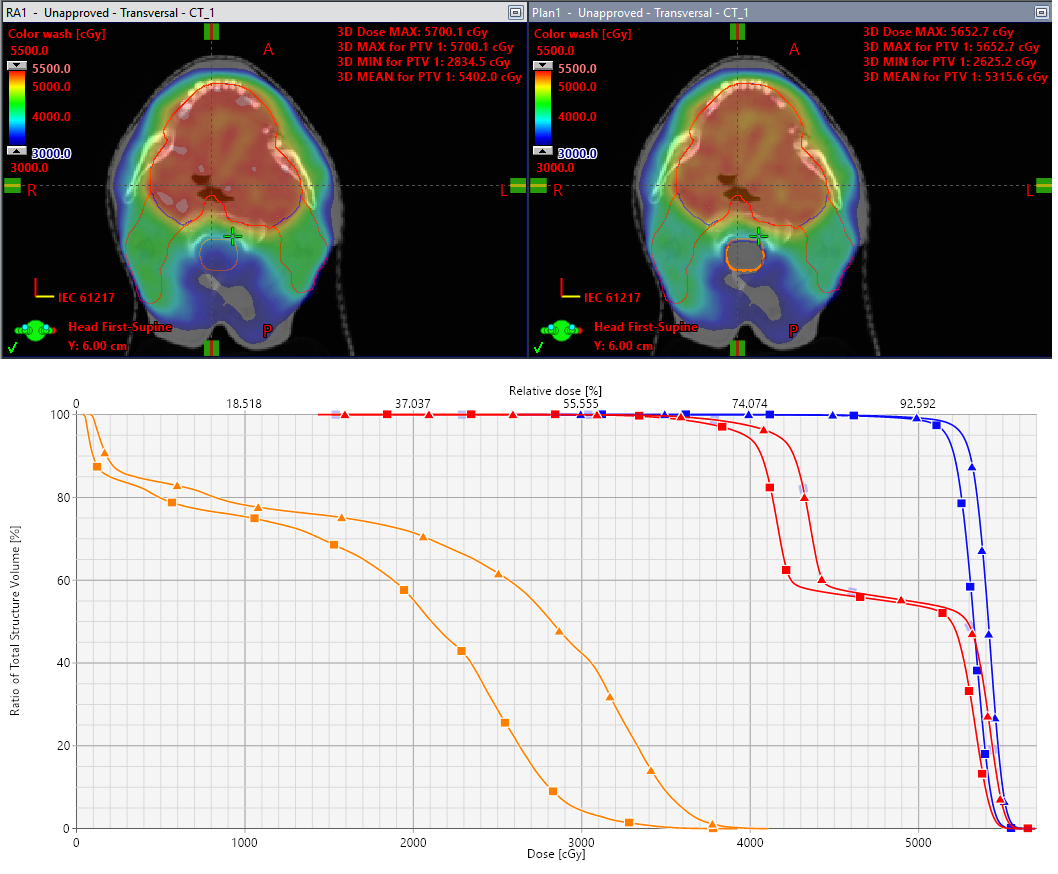 RA1 - Unapproved - Transversal - CT_1
Color wash [cGy]
5500.0
5500.0
5000.0
4000.0
3000.0
3000.0
3D Dose MAX: 5700.1 cGy
3D MAX for PTV 1: 5700.1 cGy
3D MIN for PTV 1: 2834.5 cGy
3D MEAN for PTV 1: 5402.0 cGy
A
R
L
IEC 61217
Head First-Supine
P
Y: 6.00 cm
Plan1 - Unapproved - Transversal - CT_1
Color wash [cGy]
5500.0
5500.0
5000.0
4000.0
3000.0
3000.0
3D Dose MAX: 5652.7 cGy
3D MAX for PTV 1: 5652.7 cGy
3D MIN for PTV 1: 2625.2 cGy
3D MEAN for PTV 1: 5315.6 cGy
A
R
L
IEC 61217
Head First-Supine
P
Y: 6.00 cm
Relative dose [%]
0 18.518 37.037 55.555 74.074 92.592
Ratio of Total Structure Volume [%]
100
80
60
40
20
0
0 1000 2000 3000 4000 5000
Dose [cGy]